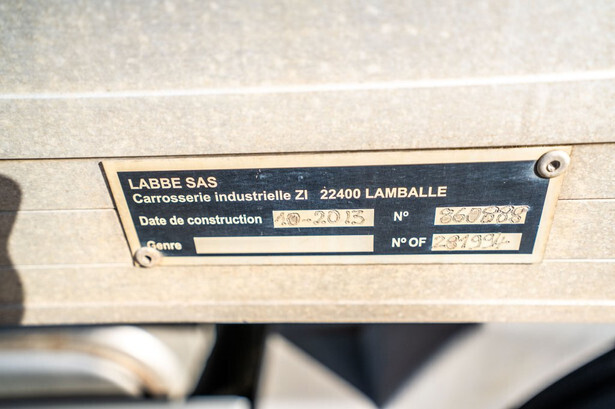 LABBE SAS
Carrosserie industrielle ZI 22400 LAMBALLE
Date de construction 10-2013 N° 860888
Genre N° OF 281994